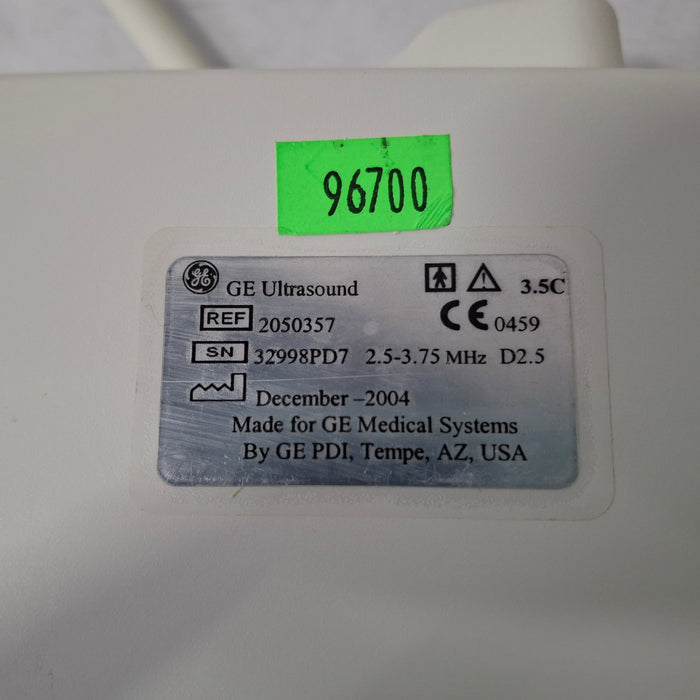 96700
GE Ultrasound 3.5C
REF 2050357 CE 0459
SN 32998PD7 2.5-3.75 MHz D2.5
December –2004
Made for GE Medical Systems
By GE PDI, Tempe, AZ, USA